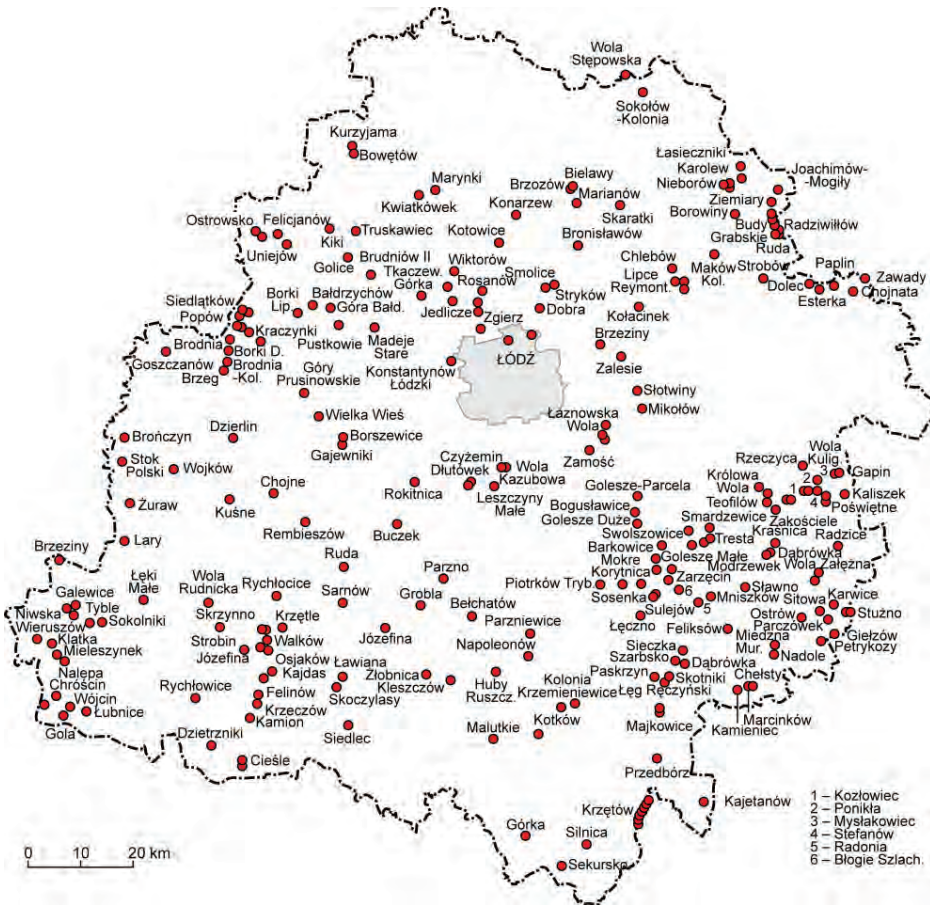 Wola
Stępowska
Sokołów
-Kolonia
Kurzyjama
Bowętów
Łasieczniki
Karolew
Joachimów-
-Mogiły
Nieborów
Marynki
Brzozów
Bielawy
Marianów
Kwiatkówek
Konarzew
Skaratki
Ziemiary
Borowiny
Budy
Radziwiłłów
Grabskie
Ruda
Ostrowsko
Felicjanów
Uniejów
Kiki
Truskawiec
Kotowice
Bronisławów
Golice
Brudniów II
Wiktorów
Tkaczew.
Górka
Rosanów
Smolice
Stryków
Chlebów
Lipce
Reymont.
Maków
Kol.
Strobów
Paplin
Dolec
Esterka
Zawady
Chojnata
Siedlątków
Popów
Borki
Lip.
Bałdrzychów
Góra Bałd.
Jedlicze
Zgierz
Dobra
Kołacinek
Kraczynki
Pustkowie
Madeje
Stare
Brzeziny
Brodnia
Goszczanów
Borki D.
Brodnia
-Kol.
Brzeg
ŁÓDŹ
Zalesie
Góry
Prusinowskie
Konstantynów
Łódzki
Słotwiny
Mikołów
Wielka Wieś
Łaznowska
Wola
Brończyn
Dzierlin
Borszewice
Gajewniki
Zamość
Stok
Polski
Wojków
Czyżemin
Dłutówek
Wola
Kazubowa
Rzeczyca
Wola
Kulig.
3
Gapin
Chojne
Rokitnica
Leszczyny
Małe
Golesze-Parcela
Królowa
Wola
2
1
Kaliszek
Żuraw
Kuśne
Teofilów
4
Poświętne
Bogusławice
Golesze Duże
Rembieszów
Buczek
Swolszowice
Smardzewice
Zakościele
Kraśnica
Lary
Barkowice
Tresta
Radzice
Brzeziny
Mokre
Golesze Małe
Modrzewek
Dąbrówka
Ruda
Parzno
Korytnica
Wola Załężna
Łęki
Małe
Wola
Rudnicka
Rychłocice
Piotrków Tryb.
Zarzęcin
Sławno
Galewice
Tyble
Sarnów
Grobla
Bełchatów
Sosenka
6
Mniszków
Sitowa
Karwice
Niwiska
Skrzynno
Krzętle
Sulejów
5
Ostrów
Stużno
Wieruszów
Sokolniki
Parczówek
Klatka
Strobin
Walków
Józefina
Parzniewice
Łęczno
Feliksów
Giełzów
Mieleszynek
Józefina
Napoleonów
Sieczka
Miedzna
Mur.
Petrykozy
Osjaków
Szarbsko
Nadole
Nalępa
Kajdas
Ławiana
Złobnica
Dąbrówka
Chróścin
Kleszczów
Huby
Ruszcz.
Kolonia
Krzemieniewice
Paskrzyn
Skotniki
Chełsty
Rychłowice
Felinów
Skoczylasy
Łęg Ręczyński
Wójcin
Krzeczów
Marcinków
Łubnice
Kamion
Kotków
Kamieniec
Gola
Siedlec
Malutkie
Majkowice
Dzietrzniki
Cieśle
Przedbórz
Krzętów
Kajetanów
1 – Kozłowiec
2 – Ponikła
3 – Mysłakowiec
4 – Stefanów
5 – Radonia
6 – Błogie Szlach.
Górka
Silnica
Sekursko
0
20 km